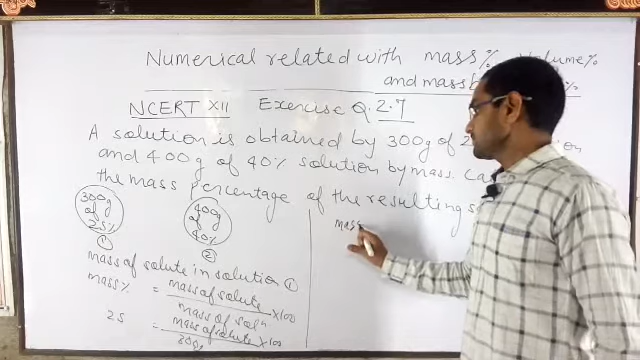 Numerical related with mass%, Volume%
and mass b %
NCERT XII Exercise Q. 2.7
A solution is obtained by 300g of 2 ion
and 400 g of 40% solution by mass. Ca
the mass percentage of the resulting s
300g of 25% ①
400g of 40% ②
mass
mass of solute in solution ①
mass% = mass of solute / mass of solⁿ ×100
25 = mass of solute / 300g ×100